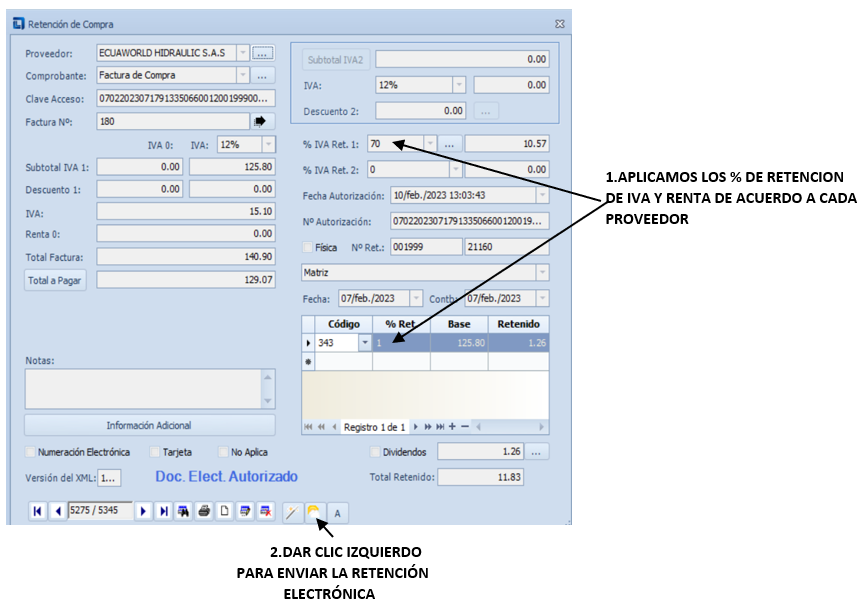 Retención de Compra
Proveedor: ECUAWORLD HIDRAULIC S.A.S ...
Comprobante: Factura de Compra ...
Clave Acceso: 0702202307179133506600120019990​0...
Factura Nº: 180
IVA 0: IVA: 12%
Subtotal IVA 1: 0.00 125.80
Descuento 1: 0.00 0.00
IVA: 15.10
Renta 0: 0.00
Total Factura: 140.90
Total a Pagar 129.07
Notas:
Información Adicional
Numeración Electrónica Tarjeta No Aplica
Versión del XML: 1... Doc. Elect. Autorizado
5275 / 5345 A
Subtotal IVA2 0.00
IVA: 12% 0.00
Descuento 2: 0.00 ...
% IVA Ret. 1: 70 ... 10.57
% IVA Ret. 2: 0 0.00
Fecha Autorización: 10/feb./2023 13:03:43
Nº Autorización: 07022023071791335066001200​19...
Física Nº Ret.: 001999 21160
Matriz
Fecha: 07/feb./2023 Contb: 07/feb./2023
Código % Ret. Base Retenido
343 1 125.80 1.26
Registro 1 de 1
Dividendos 1.26 ...
Total Retenido: 11.83
1.APLICAMOS LOS % DE RETENCION
DE IVA Y RENTA DE ACUERDO A CADA
PROVEEDOR
2.DAR CLIC IZQUIERDO
PARA ENVIAR LA RETENCIÓN
ELECTRÓNICA